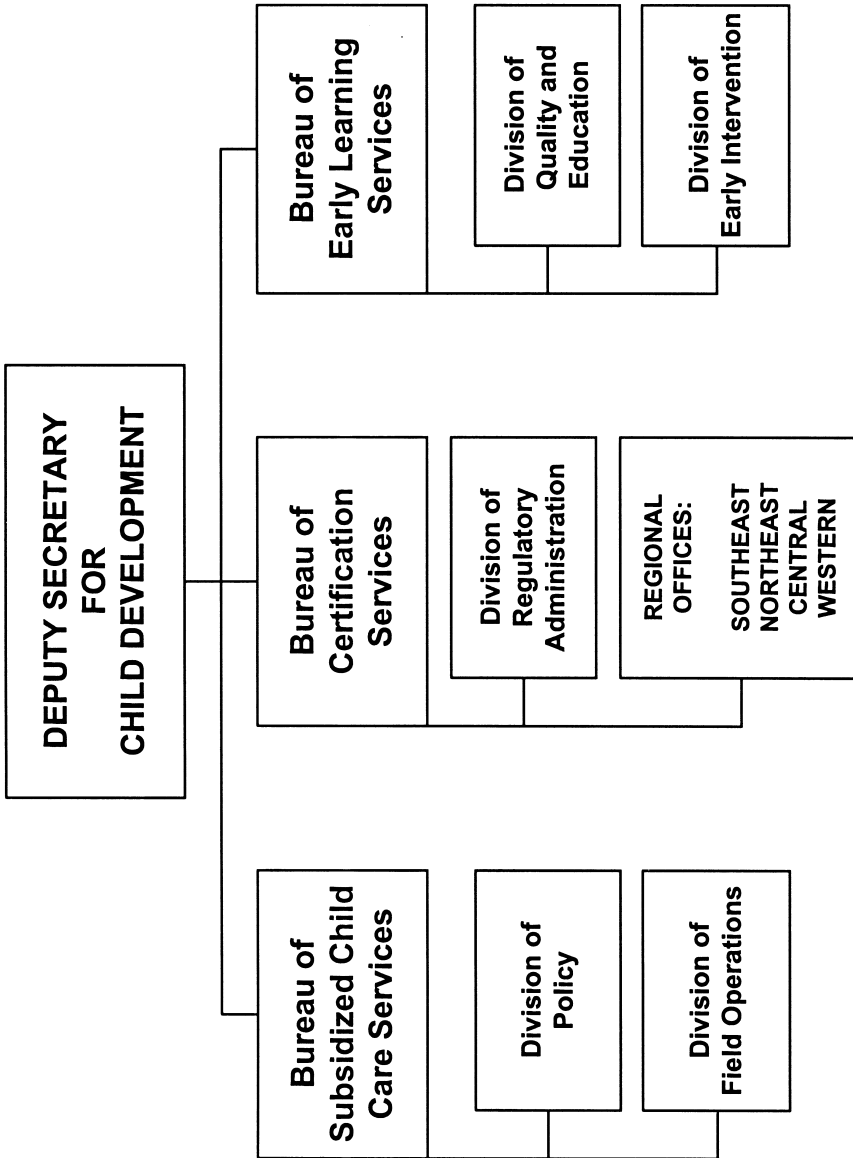 DEPUTY SECRETARY
FOR
CHILD DEVELOPMENT
Bureau of
Subsidized Child
Care Services
Division of
Policy
Division of
Field Operations
Bureau of
Certification
Services
Division of
Regulatory
Administration
REGIONAL
OFFICES:
SOUTHEAST
NORTHEAST
CENTRAL
WESTERN
Bureau of
Early Learning
Services
Division of
Quality and
Education
Division of
Early Intervention